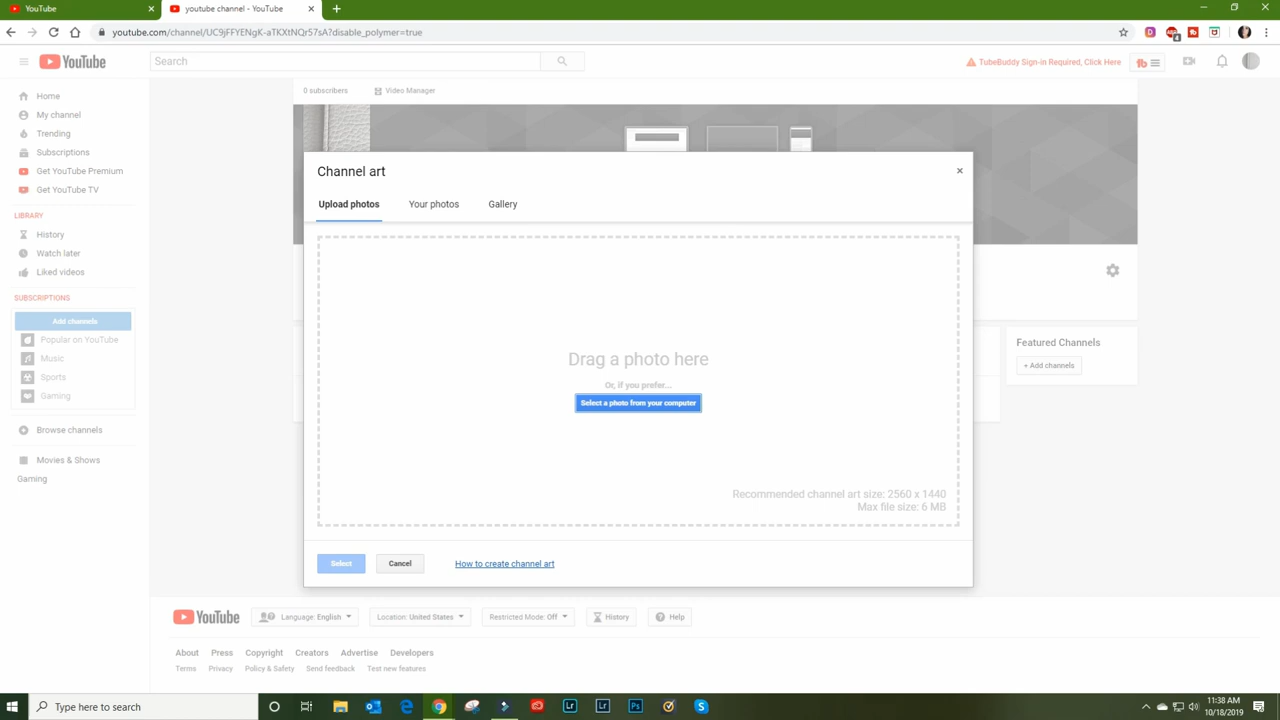 YouTube
youtube channel - YouTube
youtube.com/channel/UC9jFFYENgK-aTKXtNQr57sA?disable_polymer=true
YouTube
Search
TubeBuddy Sign-in Required, Click Here
Home
My channel
Trending
Subscriptions
Get YouTube Premium
Get YouTube TV
LIBRARY
History
Watch later
Liked videos
SUBSCRIPTIONS
Add channels
Popular on YouTube
Music
Sports
Gaming
Browse channels
Movies & Shows
Gaming
0 subscribers
Video Manager
Channel art
Upload photos
Your photos
Gallery
Drag a photo here
Or, if you prefer...
Select a photo from your computer
Recommended channel art size: 2560 x 1440
Max file size: 6 MB
Select
Cancel
How to create channel art
Featured Channels
+ Add channels
YouTube
Language: English
Location: United States
Restricted Mode: Off
History
Help
About Press Copyright Creators Advertise Developers
Terms Privacy Policy & Safety Send feedback Test new features
Type here to search
11:38 AM
10/18/2019